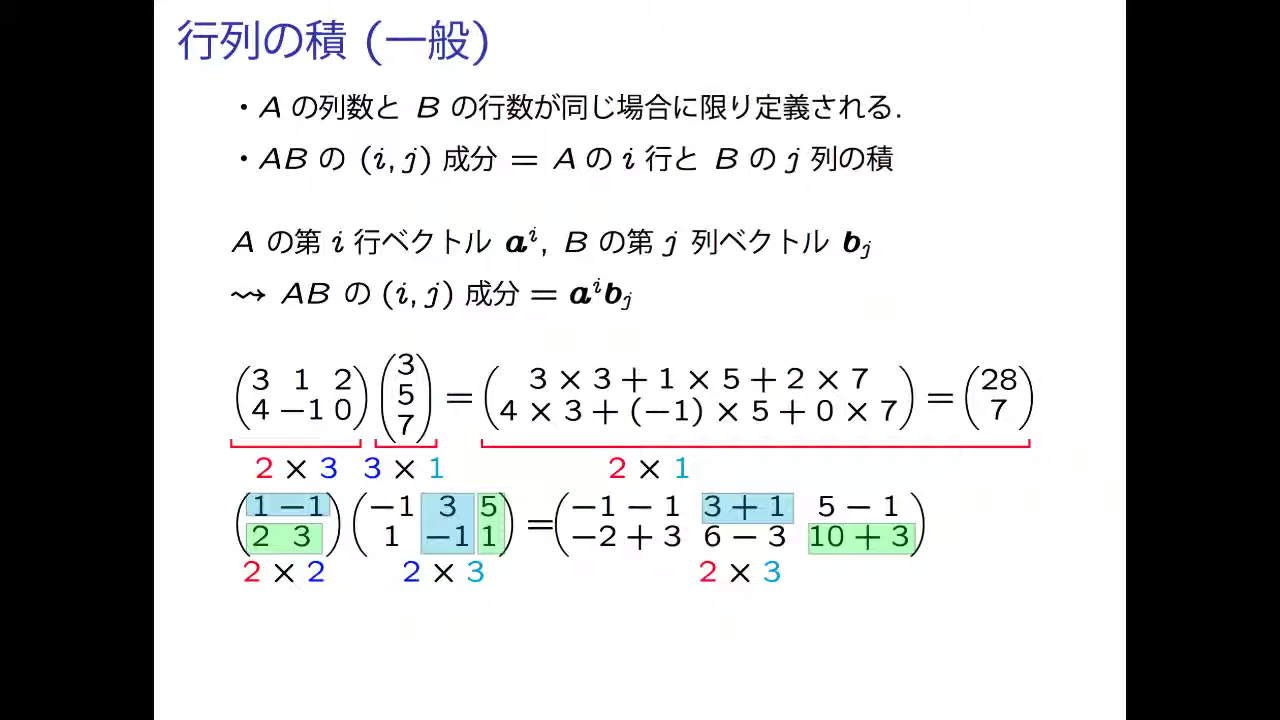 行列の積 (一般)
・A の列数と B の行数が同じ場合に限り定義される.
・AB の (i, j) 成分 = A の i 行と B の j 列の積
A の第 i 行ベクトル a^i, B の第 j 列ベクトル b_j
⇝ AB の (i, j) 成分 = a^i b_j
(3 1 2 / 4 −1 0) (3 / 5 / 7) = (3 × 3 + 1 × 5 + 2 × 7 / 4 × 3 + (−1) × 5 + 0 × 7) = (28 / 7)
2 × 3 3 × 1 2 × 1
(1 −1 / 2 3) (−1 3 5 / 1 −1 1) = (−1 − 1 3 + 1 5 − 1 / −2 + 3 6 − 3 10 + 3)
2 × 2 2 × 3 2 × 3